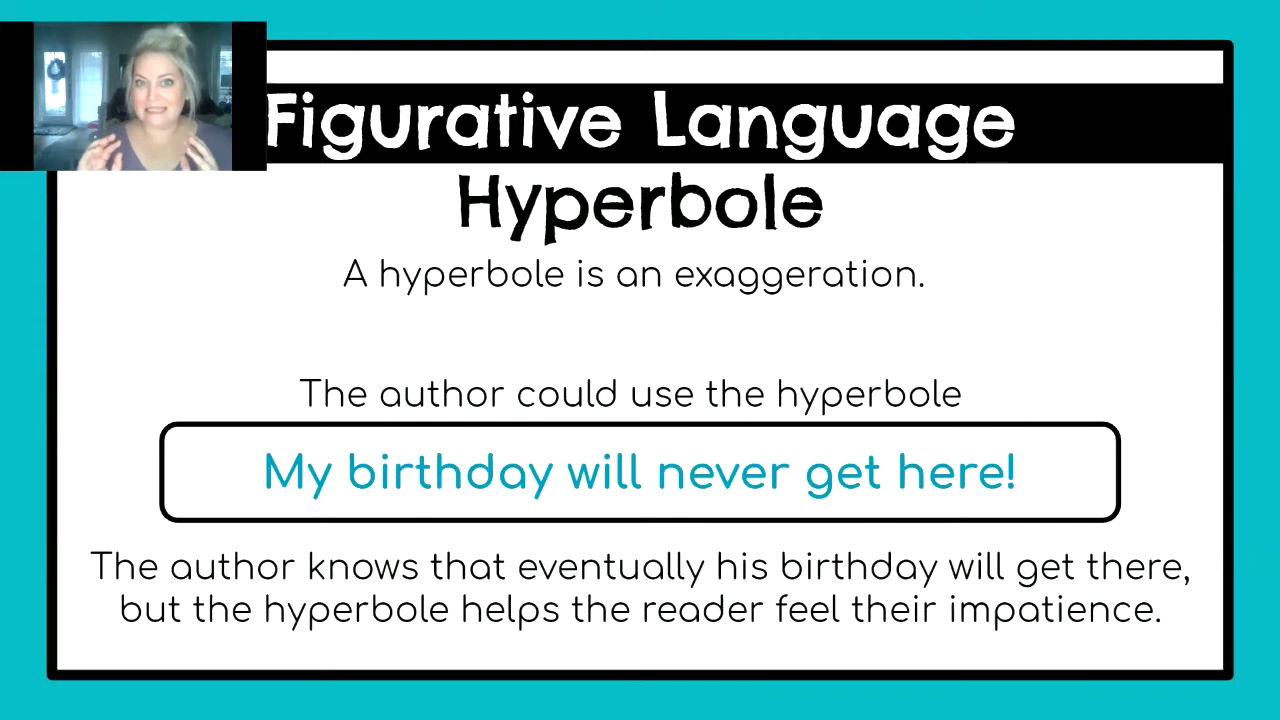 Figurative Language
Hyperbole
A hyperbole is an exaggeration.
The author could use the hyperbole
My birthday will never get here!
The author knows that eventually his birthday will get there,
but the hyperbole helps the reader feel their impatience.